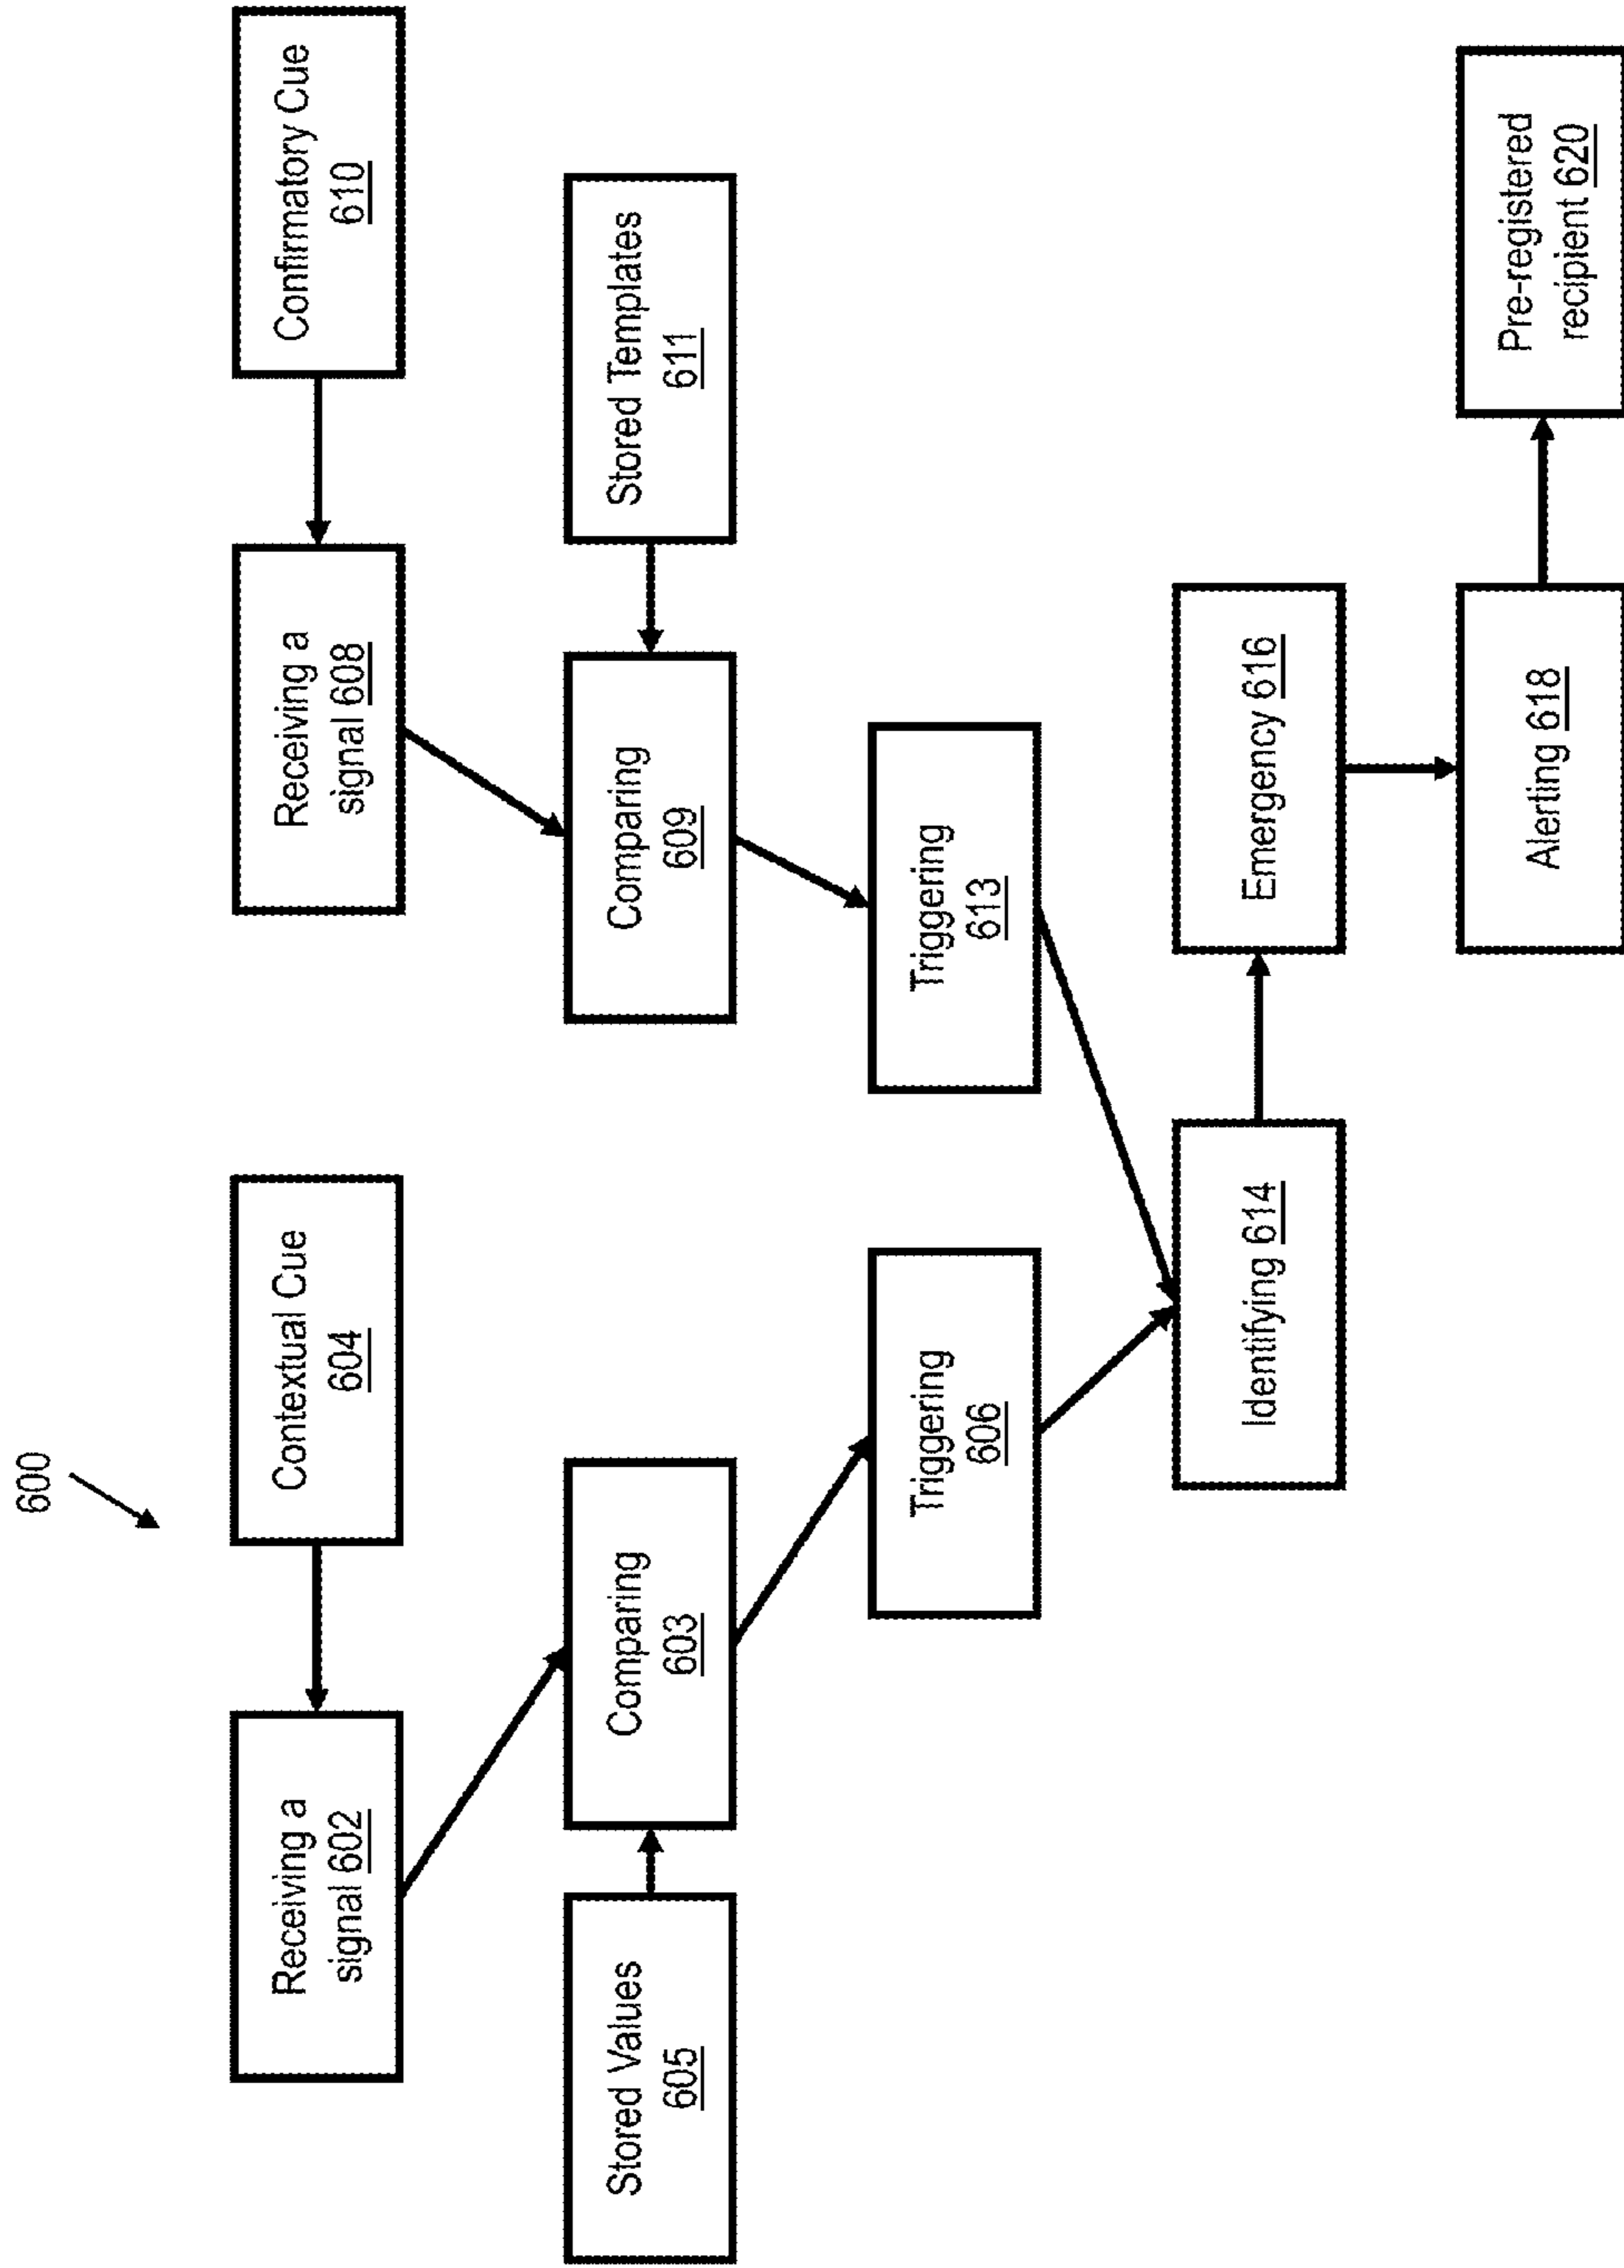 600
Receiving a
signal 602
Contextual Cue
604
Receiving a
signal 608
Confirmatory Cue
610
Stored Values
605
Comparing
603
Comparing
609
Stored Templates
611
Triggering
606
Triggering
613
Identifying 614
Emergency 616
Alerting 618
Pre-registered
recipient 620